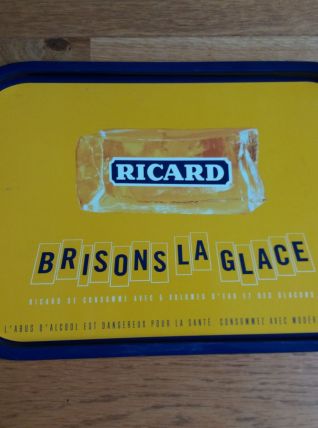 RICARD
BRISONS LA GLACE
RICARD SE CONSOMME AVEC 5 VOLUMES D'EAU ET DES GLAÇONS
L'ABUS D'ALCOOL EST DANGEREUX POUR LA SANTÉ. CONSOMMEZ AVEC MODÉR